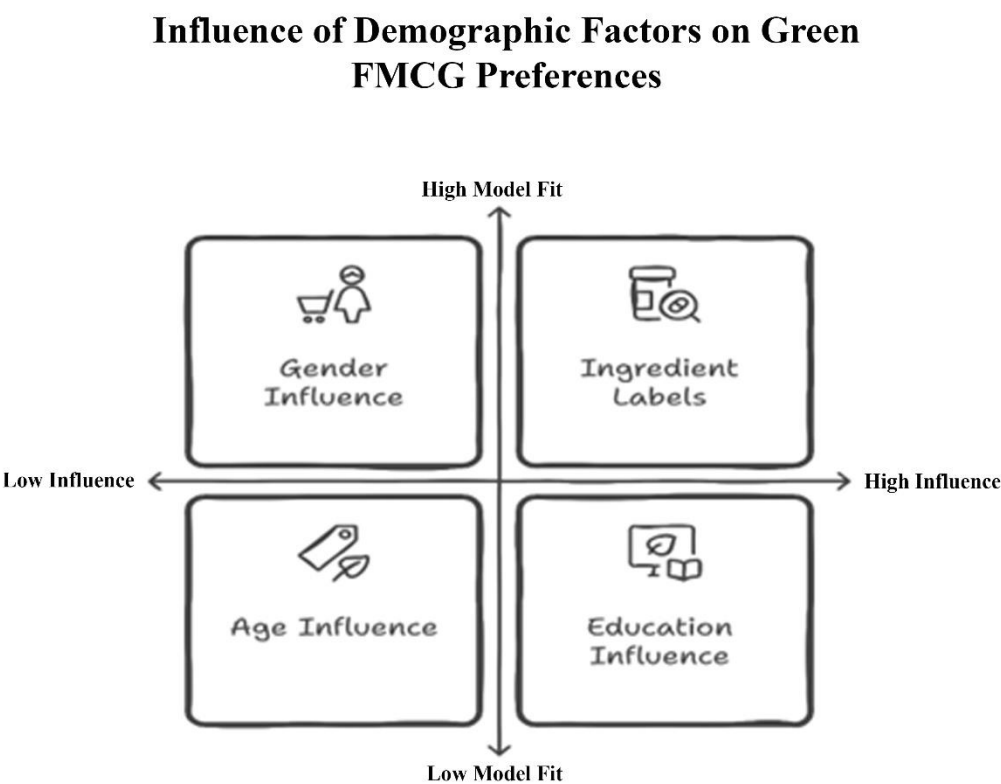 Influence of Demographic Factors on Green
FMCG Preferences
High Model Fit
Gender
Influence
Ingredient
Labels
Low Influence
High Influence
Age Influence
Education
Influence
Low Model Fit